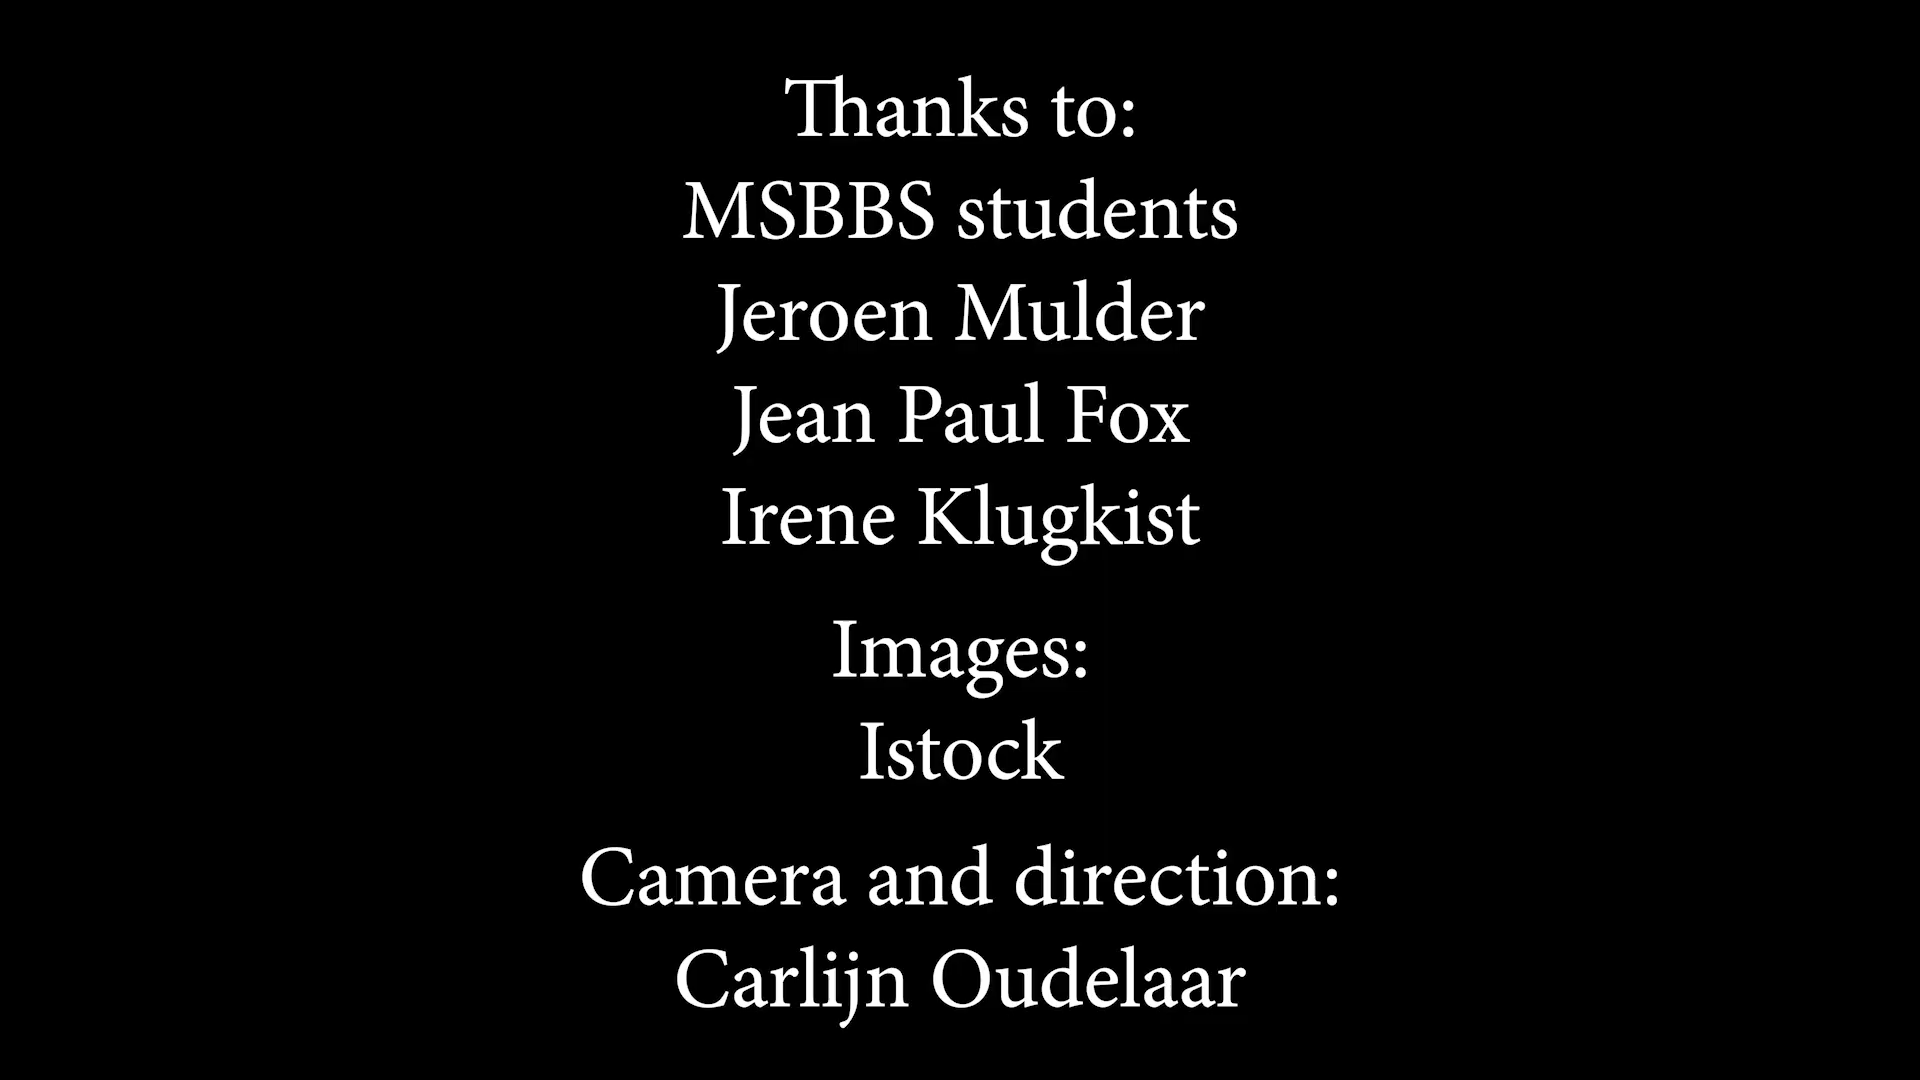 Thanks to:
MSBBS students
Jeroen Mulder
Jean Paul Fox
Irene Klugkist
Images:
Istock
Camera and direction:
Carlijn Oudelaar